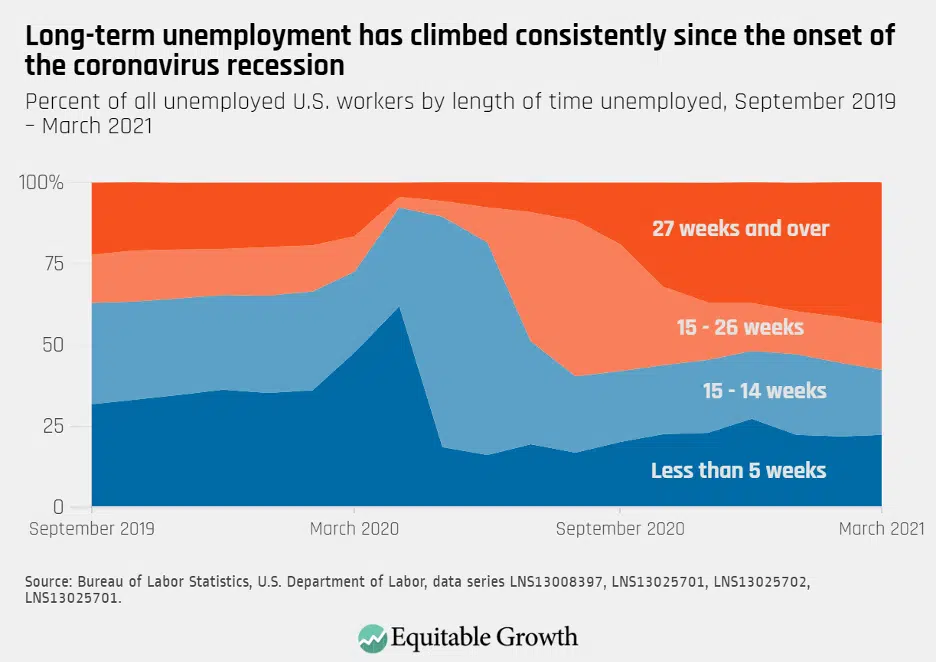 Long-term unemployment has climbed consistently since the onset of
the coronavirus recession
Percent of all unemployed U.S. workers by length of time unemployed, September 2019
– March 2021
100%
75
50
25
0
27 weeks and over
15 - 26 weeks
15 - 14 weeks
Less than 5 weeks
September 2019 March 2020 September 2020 March 2021
Source: Bureau of Labor Statistics, U.S. Department of Labor, data series LNS13008397, LNS13025701, LNS13025702,
LNS13025701.
Equitable Growth